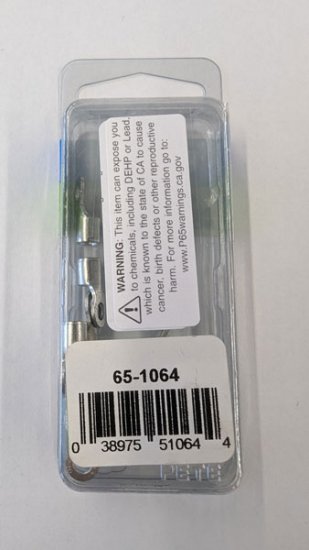 WARNING: This item can expose you
to chemicals, including DEHP or Lead,
which is known to the state of CA to cause
cancer, birth defects or other reproductive
harm. For more information go to:
www.P65warnings.ca.gov
65-1064
0 38975 51064 4